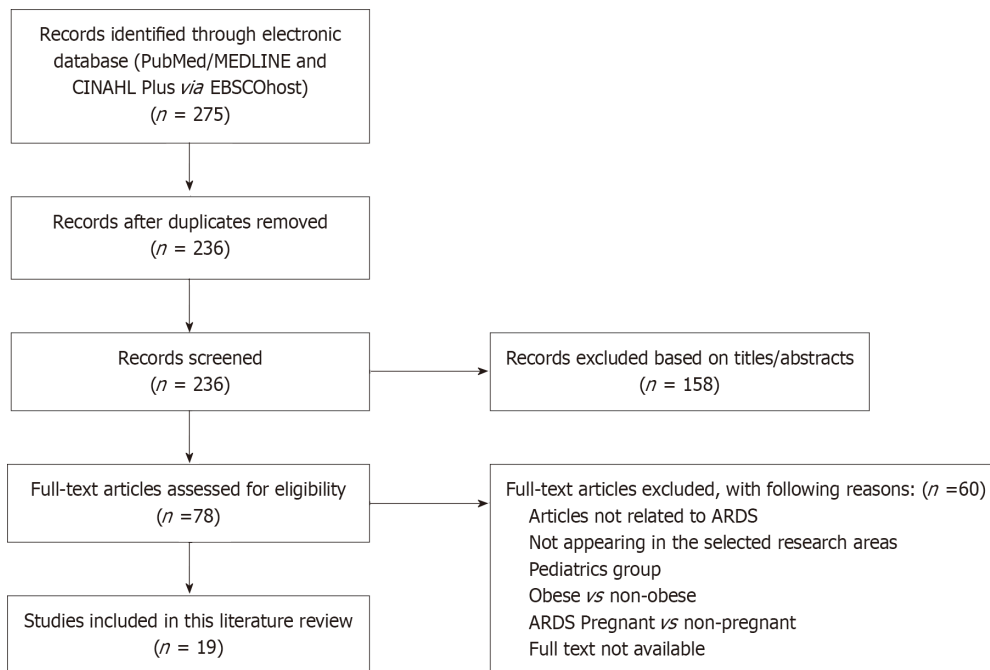 Records identified through electronic
database (PubMed/MEDLINE and
CINAHL Plus via EBSCOhost)
(n = 275)
Records after duplicates removed
(n = 236)
Records screened
(n = 236)
Records excluded based on titles/abstracts
(n = 158)
Full-text articles assessed for eligibility
(n =78)
Full-text articles excluded, with following reasons: (n =60)
Articles not related to ARDS
Not appearing in the selected research areas
Pediatrics group
Obese vs non-obese
ARDS Pregnant vs non-pregnant
Full text not available
Studies included in this literature review
(n = 19)